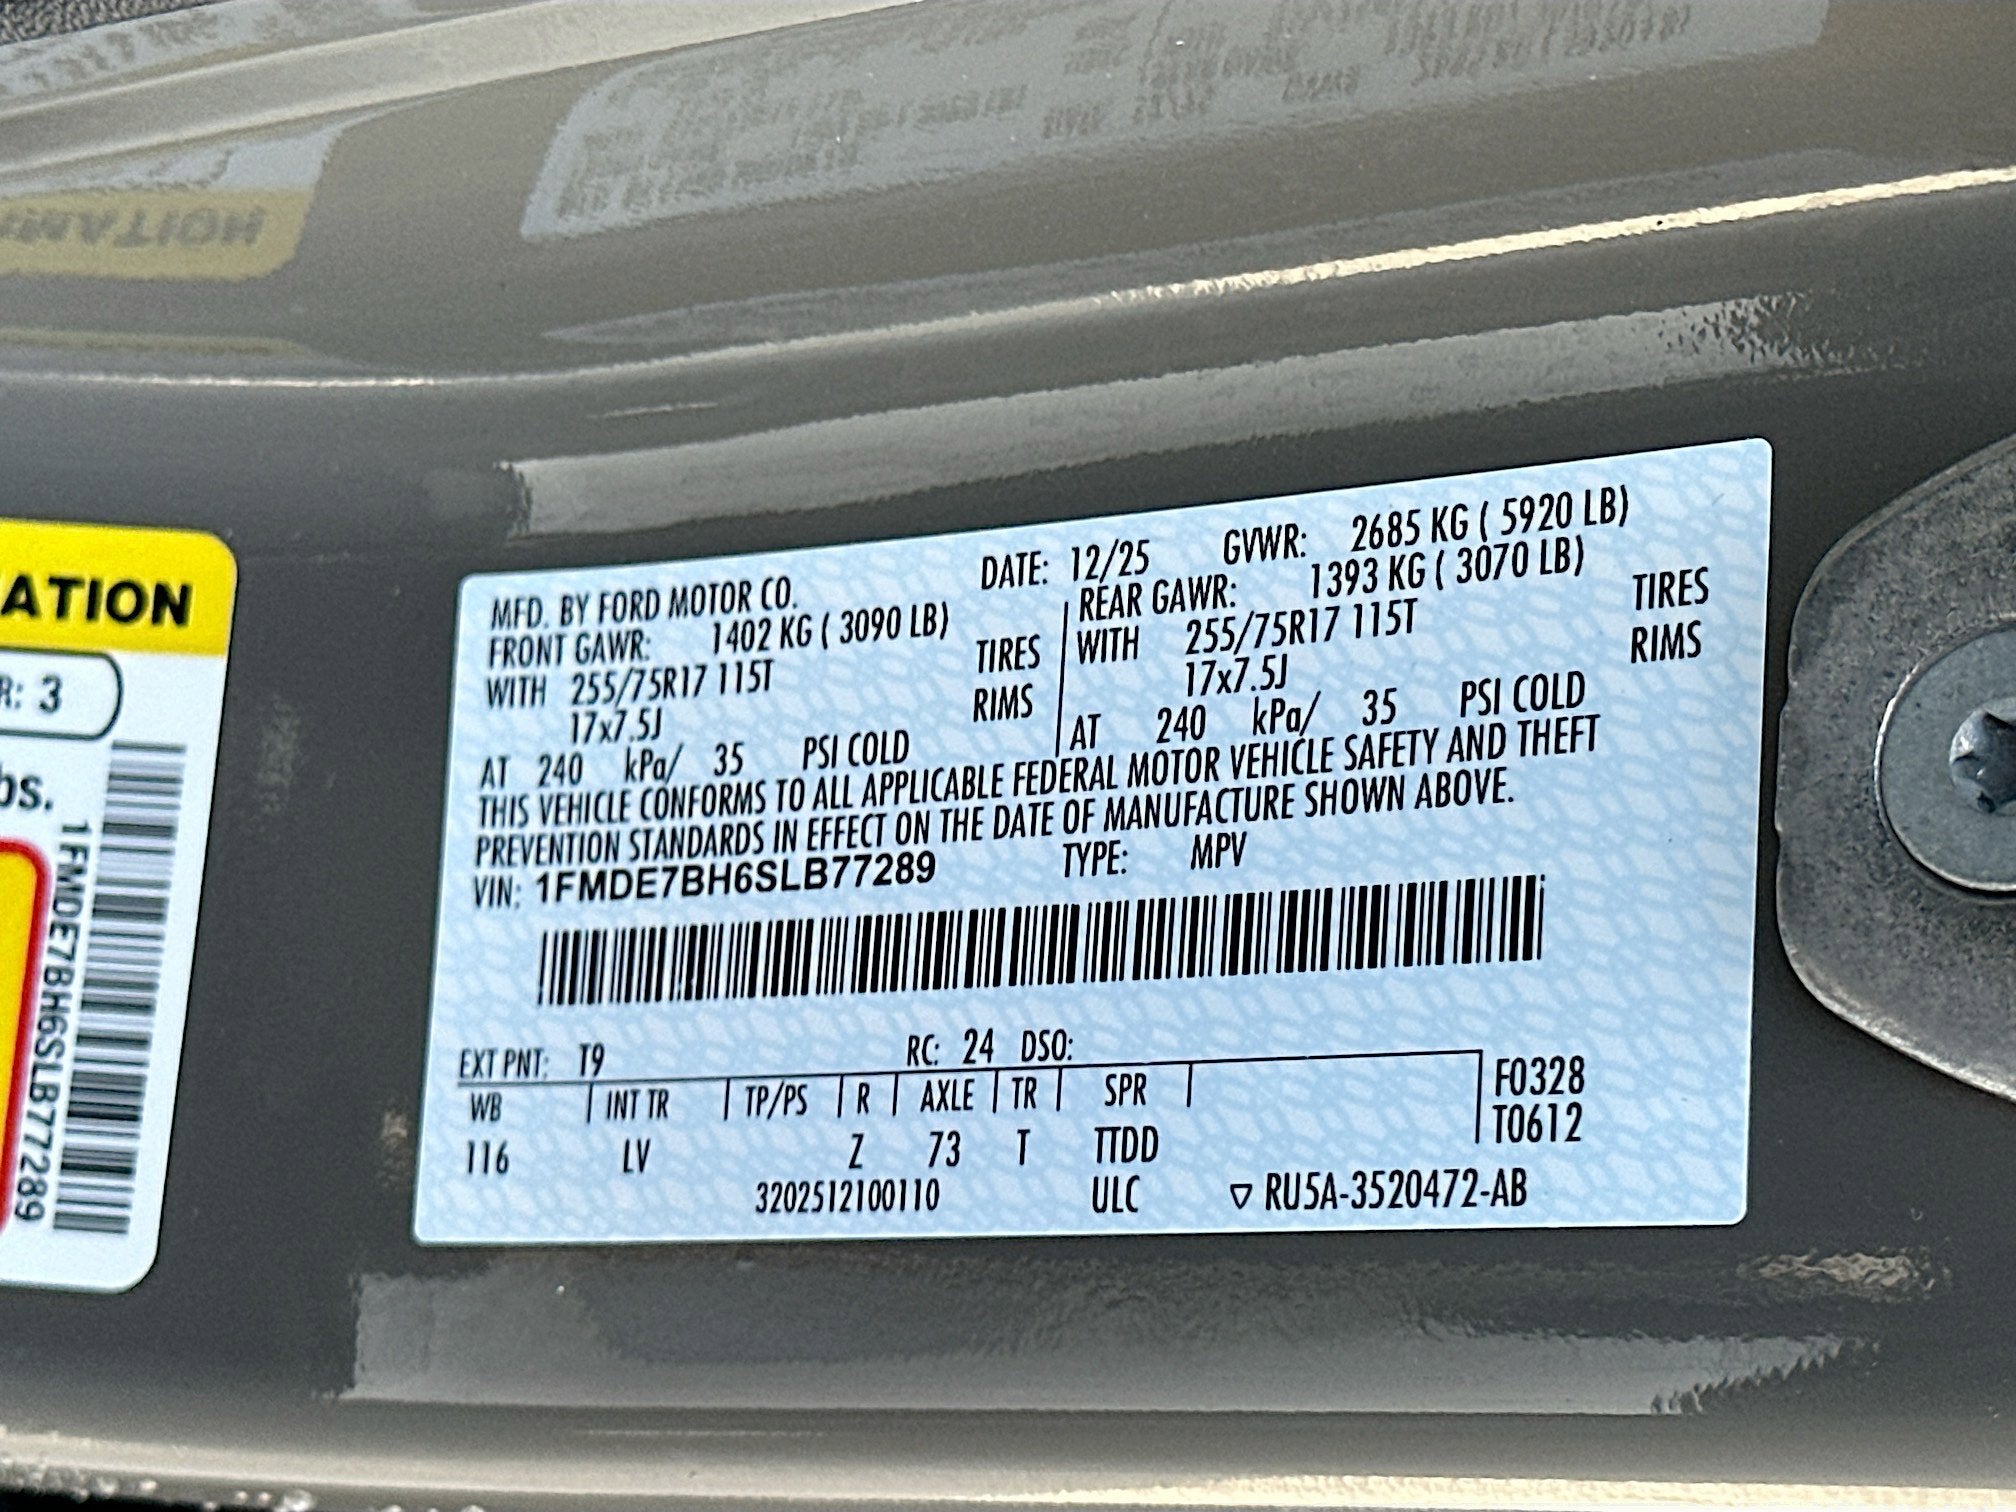 ATION
R: 3
bs.
1FMDE7BH6SLB77289
MFD. BY FORD MOTOR CO.
DATE: 12/25 GVWR: 2685 KG ( 5920 LB)
FRONT GAWR: 1402 KG ( 3090 LB)
WITH 255/75R17 115T TIRES
17x7.5J RIMS
AT 240 kPa/ 35 PSI COLD
REAR GAWR: 1393 KG ( 3070 LB)
WITH 255/75R17 115T TIRES
17x7.5J RIMS
AT 240 kPa/ 35 PSI COLD
THIS VEHICLE CONFORMS TO ALL APPLICABLE FEDERAL MOTOR VEHICLE SAFETY AND THEFT
PREVENTION STANDARDS IN EFFECT ON THE DATE OF MANUFACTURE SHOWN ABOVE.
VIN: 1FMDE7BH6SLB77289 TYPE: MPV
EXT PNT: T9 RC: 24 DSO:
WB INT TR TP/PS R AXLE TR SPR
F0328
116 LV Z 73 T TTDD
T0612
3202512100110 ULC ▽ RU5A-3520472-AB